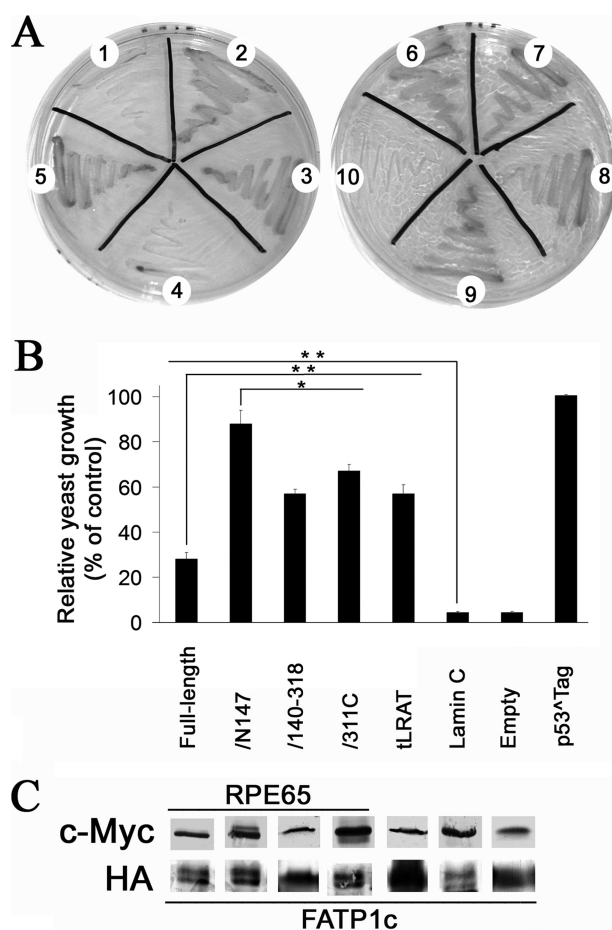 A
1
2
3
4
5
6
7
8
9
10
B
Relative yeast growth
(% of control)
100
80
60
40
20
0
* *
* *
*
Full-length
/N147
/140-318
/311C
tLRAT
Lamin C
Empty
p53^Tag
C
RPE65
c-Myc
HA
FATP1c